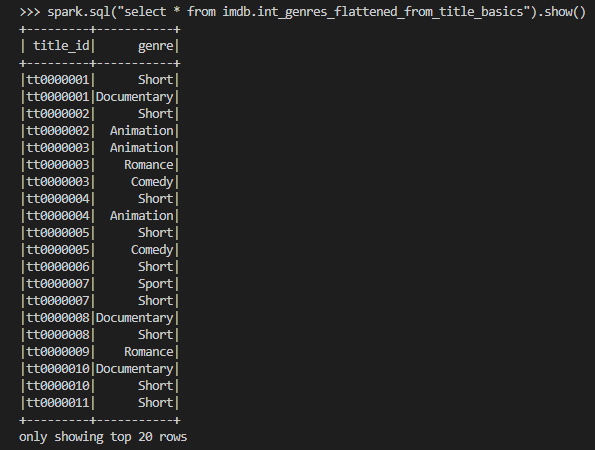 >>> spark.sql("select * from imdb.int_genres_flattened_from_title_basics").show()
+---------+-----------+
| title_id|      genre|
+---------+-----------+
|tt0000001|      Short|
|tt0000001|Documentary|
|tt0000002|      Short|
|tt0000002|  Animation|
|tt0000003|  Animation|
|tt0000003|    Romance|
|tt0000003|     Comedy|
|tt0000004|      Short|
|tt0000004|  Animation|
|tt0000005|      Short|
|tt0000005|     Comedy|
|tt0000006|      Short|
|tt0000007|      Sport|
|tt0000007|      Short|
|tt0000008|Documentary|
|tt0000008|      Short|
|tt0000009|    Romance|
|tt0000010|Documentary|
|tt0000010|      Short|
|tt0000011|      Short|
+---------+-----------+
only showing top 20 rows